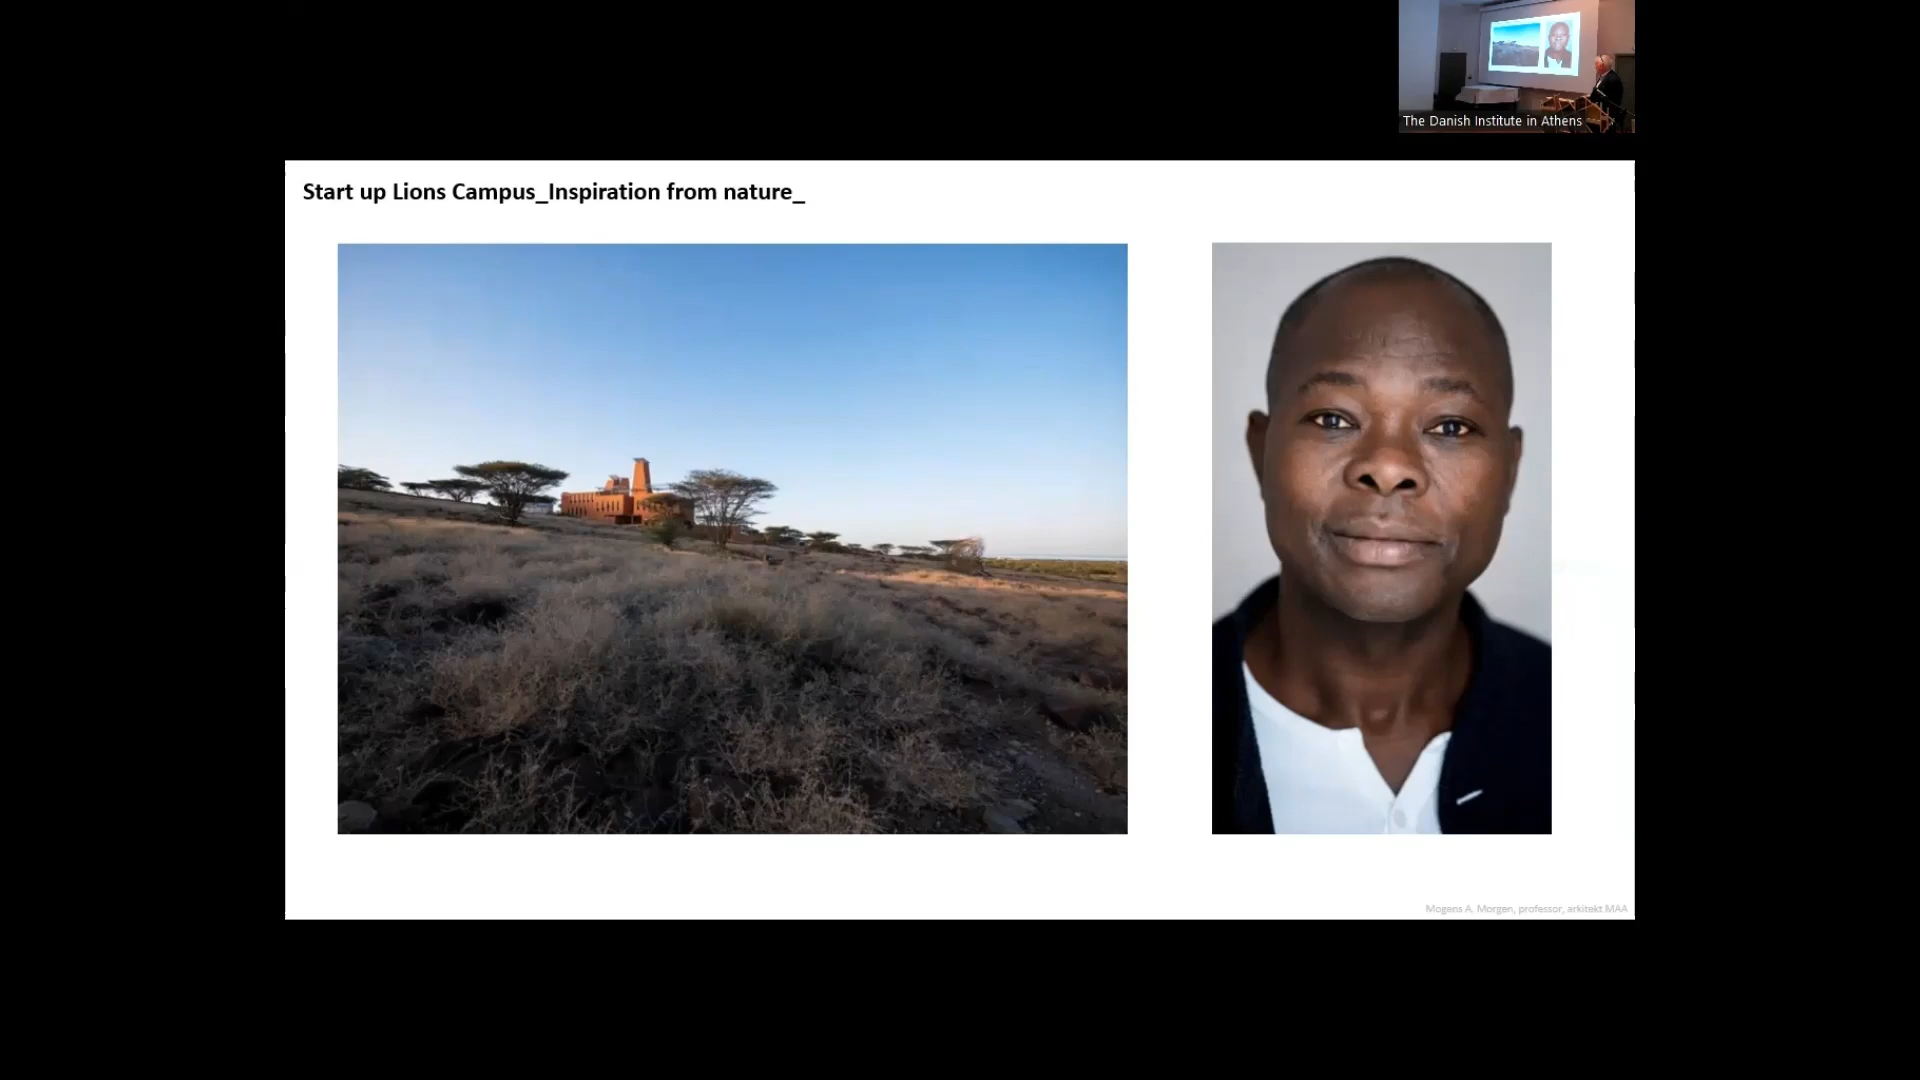 The Danish Institute in Athens
Start up Lions Campus_Inspiration from nature_
Mogens A. Morgen, professor, arkitekt MAA